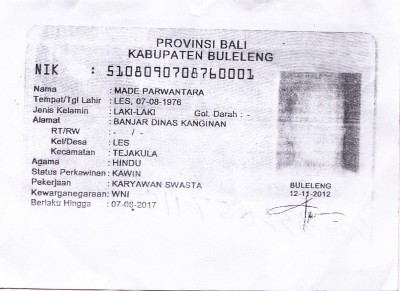 PROVINSI BALI
KABUPATEN BULELENG
NIK : 5108090708760001
Nama : MADE PARWANTARA
Tempat/Tgl Lahir : LES, 07-08-1976
Jenis Kelamin : LAKI-LAKI Gol. Darah : -
Alamat : BANJAR DINAS KANGINAN
RT/RW : - / -
Kel/Desa : LES
Kecamatan : TEJAKULA
Agama : HINDU
Status Perkawinan : KAWIN
Pekerjaan : KARYAWAN SWASTA
Kewarganegaraan : WNI
Berlaku Hingga : 07-08-2017
BULELENG
12-11-2012